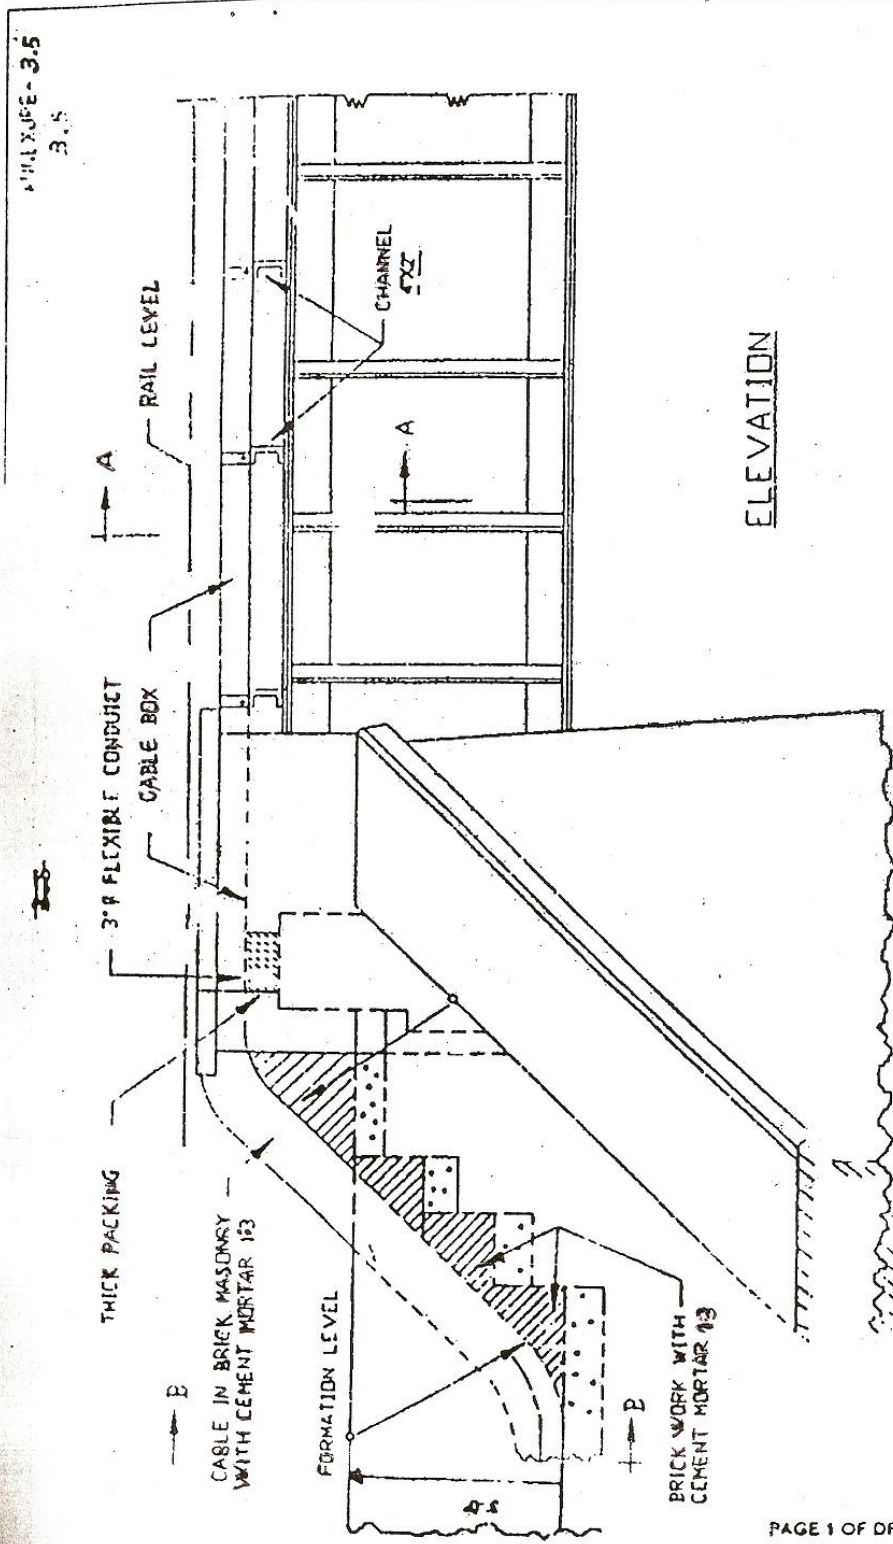 3.5
RAIL LEVEL
A
3"P FLEXIBLE CONDUICT
CABLE BOX
THICK PACKING
CABLE IN BRICK MASONRY
WITH CEMENT MORTAR 1:3
B
FORMATION LEVEL
BRICK WORK WITH
CEMENT MORTAR 1:3
B
CHANNEL
A
ELEVATION
PAGE 1 OF